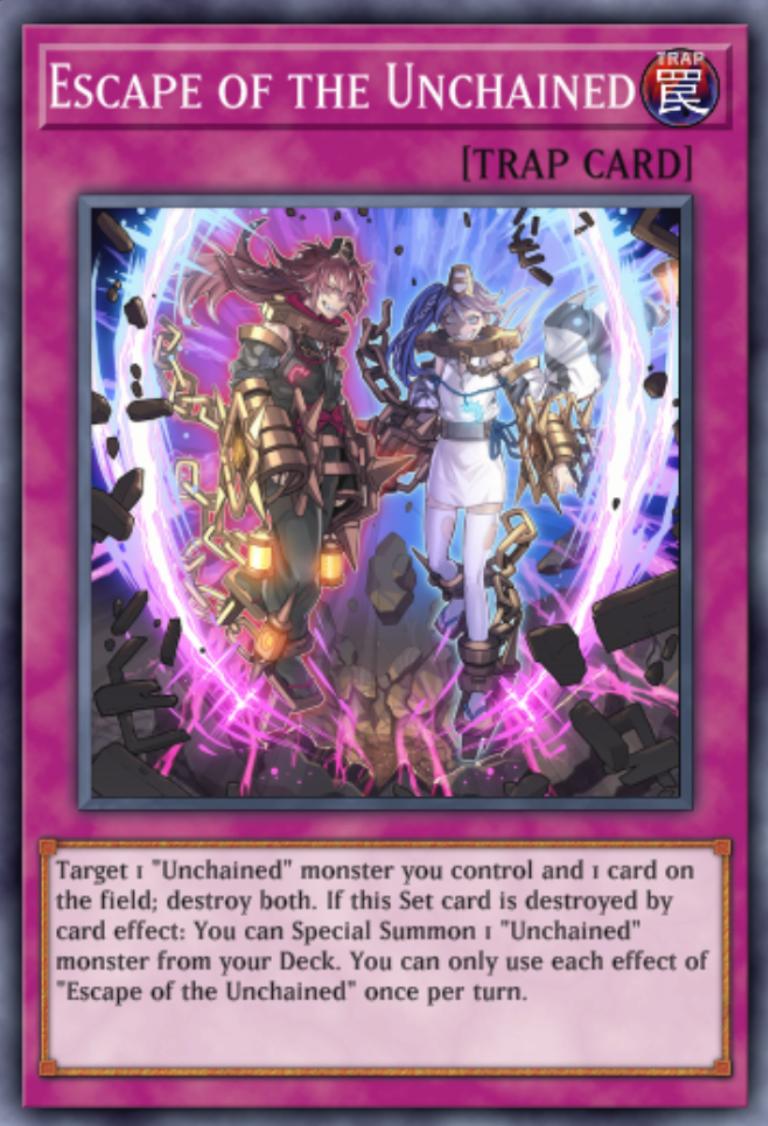 Escape of the Unchained
TRAP
罠
[TRAP CARD]
Target 1 "Unchained" monster you control and 1 card on
the field; destroy both. If this Set card is destroyed by
card effect: You can Special Summon 1 "Unchained"
monster from your Deck. You can only use each effect of
"Escape of the Unchained" once per turn.